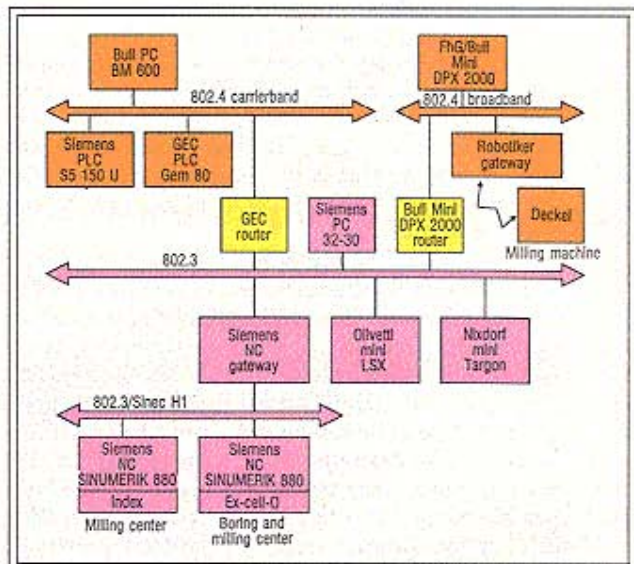 Bull PC
BM 600
FhG/Bull
Mini
DPX 2000
802.4 carrierband
802.4 broadband
Siemens
PLC
S5 150 U
GEC
PLC
Gem 80
Robotiker
gateway
Deckel
Milling machine
GEC
router
Siemens
PC
32-30
Bull Mini
DPX 2000
router
802.3
Siemens
NC
gateway
Olivetti
mini
LSX
Nixdorf
mini
Targon
802.3/Sinec H1
Siemens
NC
SINUMERIK 880
Index
Milling center
Siemens
NC
SINUMERIK 880
Ex-cell-O
Boring and
milling center